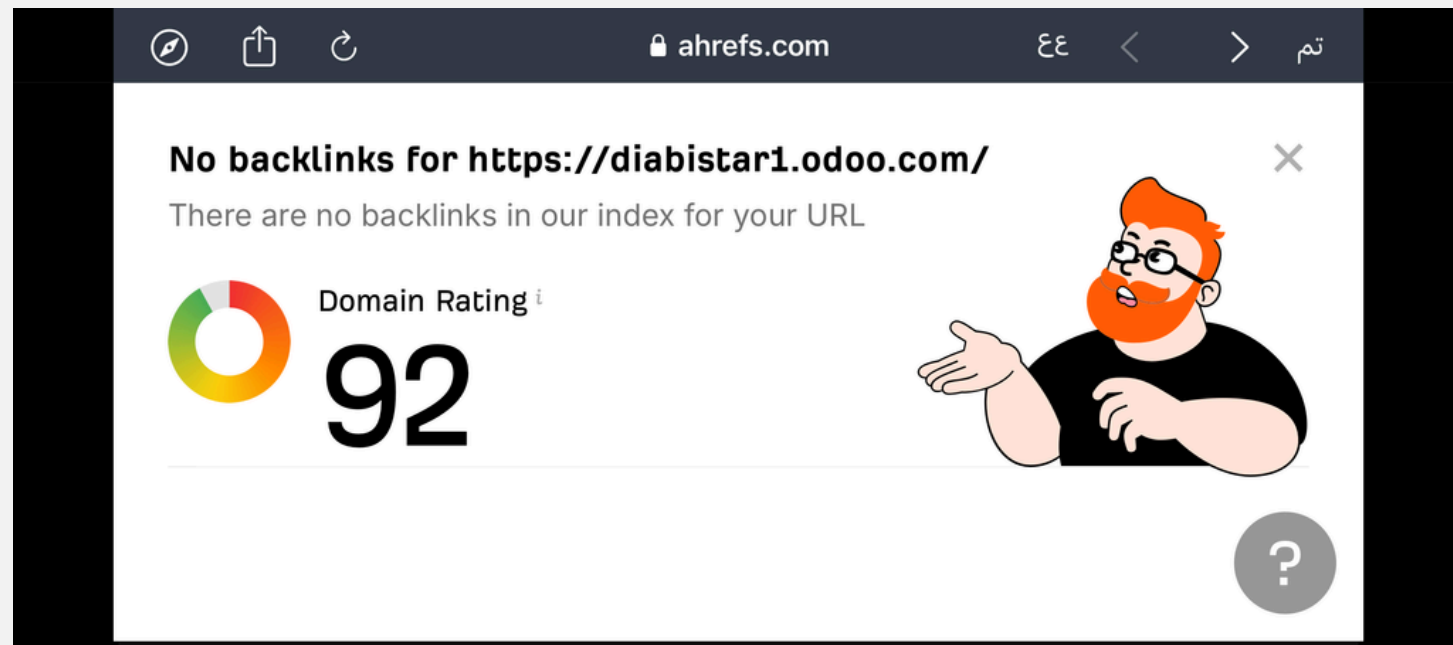 ahrefs.com عع تم
No backlinks for https://diabistar1.odoo.com/
There are no backlinks in our index for your URL
Domain Rating i
92
?